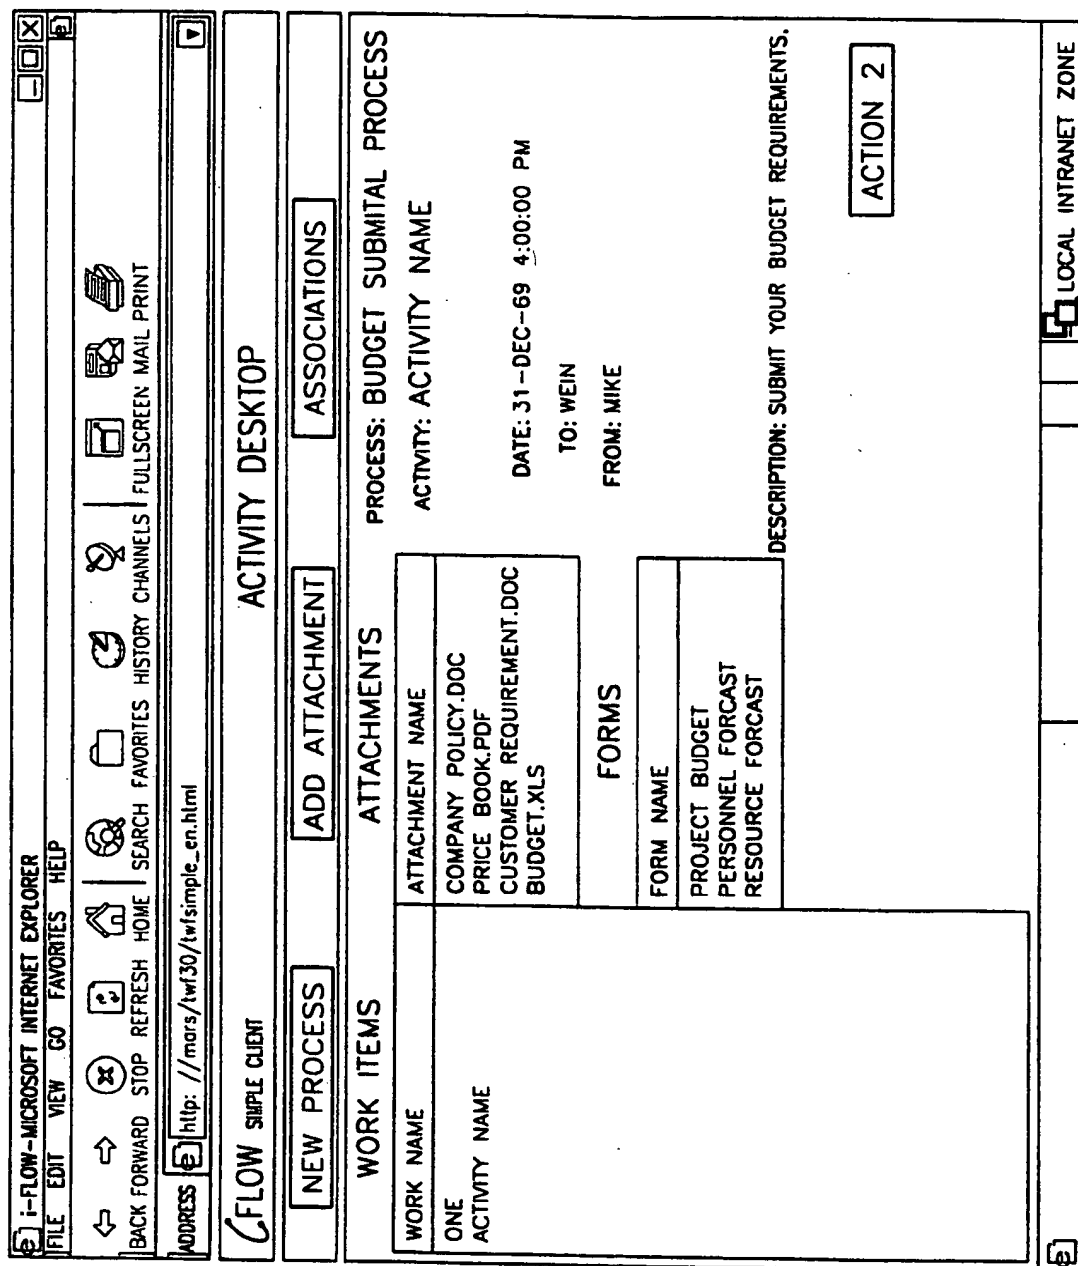 i-FLOW-MICROSOFT INTERNET EXPLORER
FILE EDIT VIEW GO FAVORITES HELP
BACK FORWARD STOP REFRESH HOME SEARCH FAVORITES HISTORY CHANNELS FULLSCREEN MAIL PRINT
ADDRESS http: //mars/twf30/twfsimple_en.html
FLOW SIMPLE CLIENT
ACTIVITY DESKTOP
NEW PROCESS
ADD ATTACHMENT
ASSOCIATIONS
WORK ITEMS
WORK NAME
ONE
ACTIVITY NAME
ATTACHMENTS
ATTACHMENT NAME
COMPANY POLICY.DOC
PRICE BOOK.PDF
CUSTOMER REQUIREMENT.DOC
BUDGET.XLS
FORMS
FORM NAME
PROJECT BUDGET
PERSONNEL FORCAST
RESOURCE FORCAST
PROCESS: BUDGET SUBMITAL PROCESS
ACTIVITY: ACTIVITY NAME
DATE: 31-DEC-69 4:00:00 PM
TO: WEIN
FROM: MIKE
DESCRIPTION: SUBMIT YOUR BUDGET REQUIREMENTS.
ACTION 2
LOCAL INTRANET ZONE